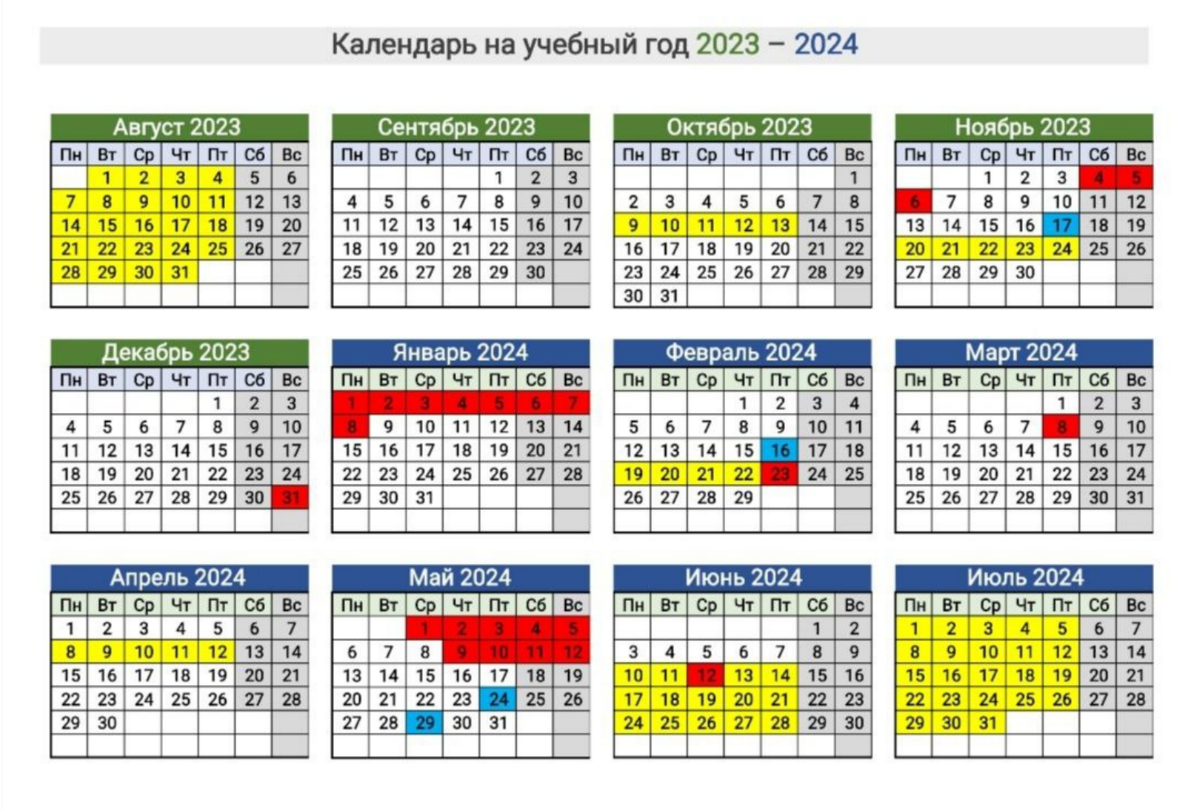 Календарь на учебный год 2023 – 2024
Август 2023 Сентябрь 2023 Октябрь 2023 Ноябрь 2023
Пн Вт Ср Чт Пт Сб Вс Пн Вт Ср Чт Пт Сб Вс Пн Вт Ср Чт Пт Сб Вс Пн Вт Ср Чт Пт Сб Вс
1 2 3 4 5 6 1 2 3 1 1 2 3 4 5
7 8 9 10 11 12 13 4 5 6 7 8 9 10 2 3 4 5 6 7 8 6 7 8 9 10 11 12
14 15 16 17 18 19 20 11 12 13 14 15 16 17 9 10 11 12 13 14 15 13 14 15 16 17 18 19
21 22 23 24 25 26 27 18 19 20 21 22 23 24 16 17 18 19 20 21 22 20 21 22 23 24 25 26
28 29 30 31 25 26 27 28 29 30 23 24 25 26 27 28 29 27 28 29 30
30 31
Декабрь 2023 Январь 2024 Февраль 2024 Март 2024
Пн Вт Ср Чт Пт Сб Вс Пн Вт Ср Чт Пт Сб Вс Пн Вт Ср Чт Пт Сб Вс Пн Вт Ср Чт Пт Сб Вс
1 2 3 1 2 3 4 5 6 7 1 2 3 4 1 2 3
4 5 6 7 8 9 10 8 9 10 11 12 13 14 5 6 7 8 9 10 11 4 5 6 7 8 9 10
11 12 13 14 15 16 17 15 16 17 18 19 20 21 12 13 14 15 16 17 18 11 12 13 14 15 16 17
18 19 20 21 22 23 24 22 23 24 25 26 27 28 19 20 21 22 23 24 25 18 19 20 21 22 23 24
25 26 27 28 29 30 31 29 30 31 26 27 28 29 25 26 27 28 29 30 31
Апрель 2024 Май 2024 Июнь 2024 Июль 2024
Пн Вт Ср Чт Пт Сб Вс Пн Вт Ср Чт Пт Сб Вс Пн Вт Ср Чт Пт Сб Вс Пн Вт Ср Чт Пт Сб Вс
1 2 3 4 5 6 7 1 2 3 4 5 1 2 1 2 3 4 5 6 7
8 9 10 11 12 13 14 6 7 8 9 10 11 12 3 4 5 6 7 8 9 8 9 10 11 12 13 14
15 16 17 18 19 20 21 13 14 15 16 17 18 19 10 11 12 13 14 15 16 15 16 17 18 19 20 21
22 23 24 25 26 27 28 20 21 22 23 24 25 26 17 18 19 20 21 22 23 22 23 24 25 26 27 28
29 30 27 28 29 30 31 24 25 26 27 28 29 30 29 30 31